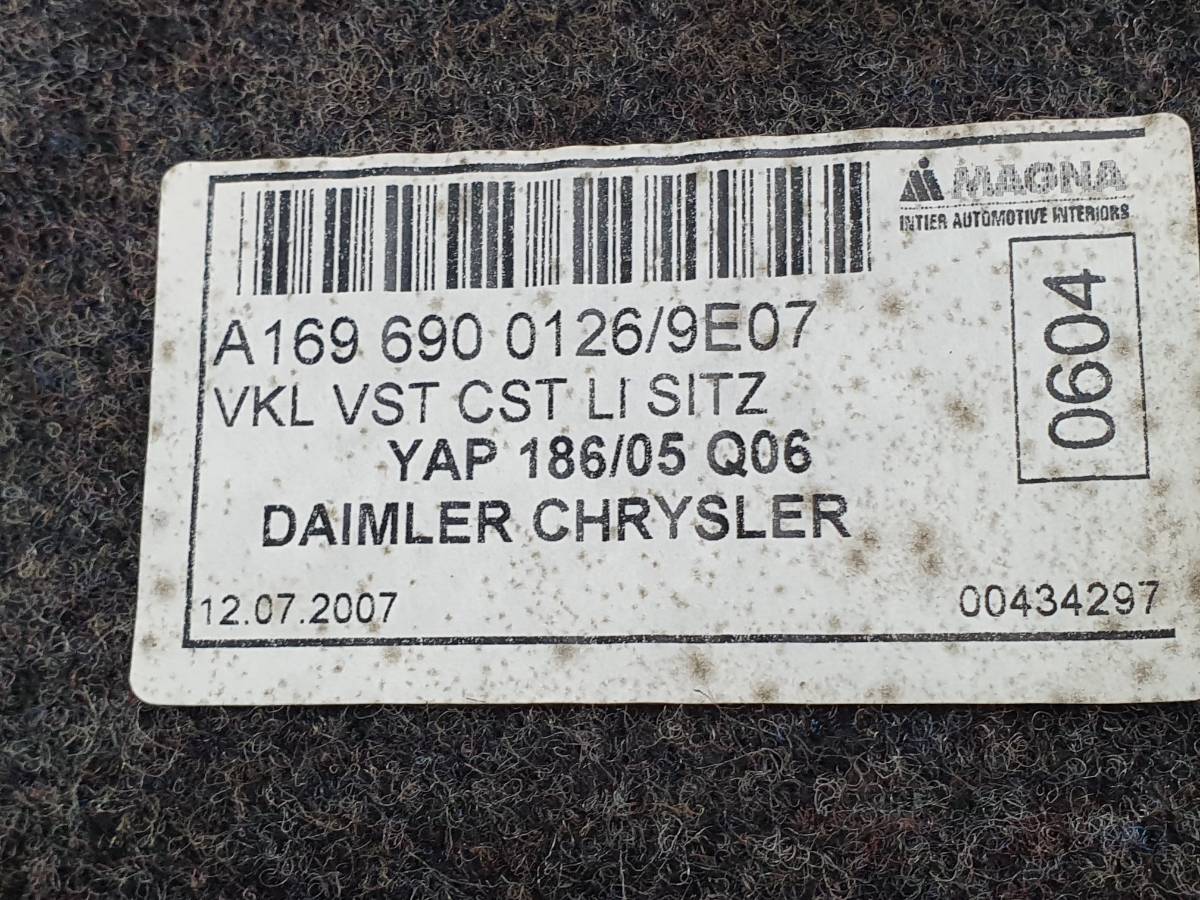 MAGNA
INTIER AUTOMOTIVE INTERIORS
A169 690 0126/9E07
VKL VST CST LI SITZ
YAP 186/05 Q06
DAIMLER CHRYSLER
0604
12.07.2007
00434297